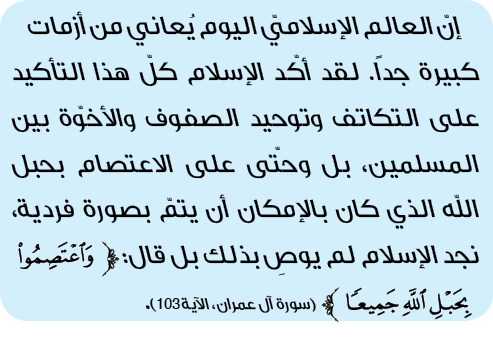 إنّ العالم الإسلاميّ اليوم يُعاني من أزمات
كبيرة جداً. لقد أكّد الإسلام كلّ هذا التأكيد
على التكاتف وتوحيد الصفوف والأخوّة بين
المسلمين، بل وحتّى على الاعتصام بحبل
الله الذي كان بالإمكان أن يتمّ بصورة فردية،
نجد الإسلام لم يوصِ بذلك بل قال: ﴿ وَٱعۡتَصِمُواْ
بِحَبۡلِ ٱللَّهِ جَمِيعٗا ﴾ (سورة آل عمران، الآية103).